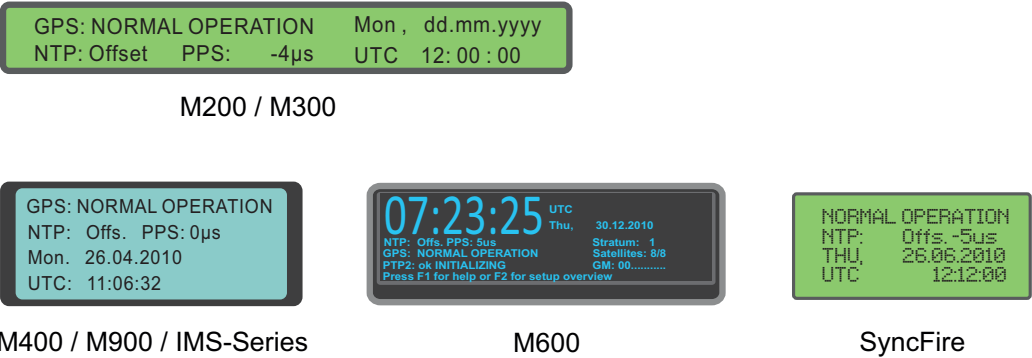 GPS: NORMAL OPERATION Mon , dd.mm.yyyy
NTP: Offset PPS: -4µs UTC 12: 00 : 00
M200 / M300
GPS: NORMAL OPERATION
NTP: Offs. PPS: 0µs
Mon. 26.04.2010
UTC: 11:06:32
M400 / M900 / IMS-Series
07:23:25 UTC
Thu, 30.12.2010
NTP: Offs. PPS: 5us Stratum: 1
GPS: NORMAL OPERATION Satellites: 8/8
PTP2: ok INITIALIZING GM: 00...........
Press F1 for help or F2 for setup overview
M600
NORMAL OPERATION
NTP: Offs. -5us
THU, 26.06.2010
UTC 12:12:00
SyncFire